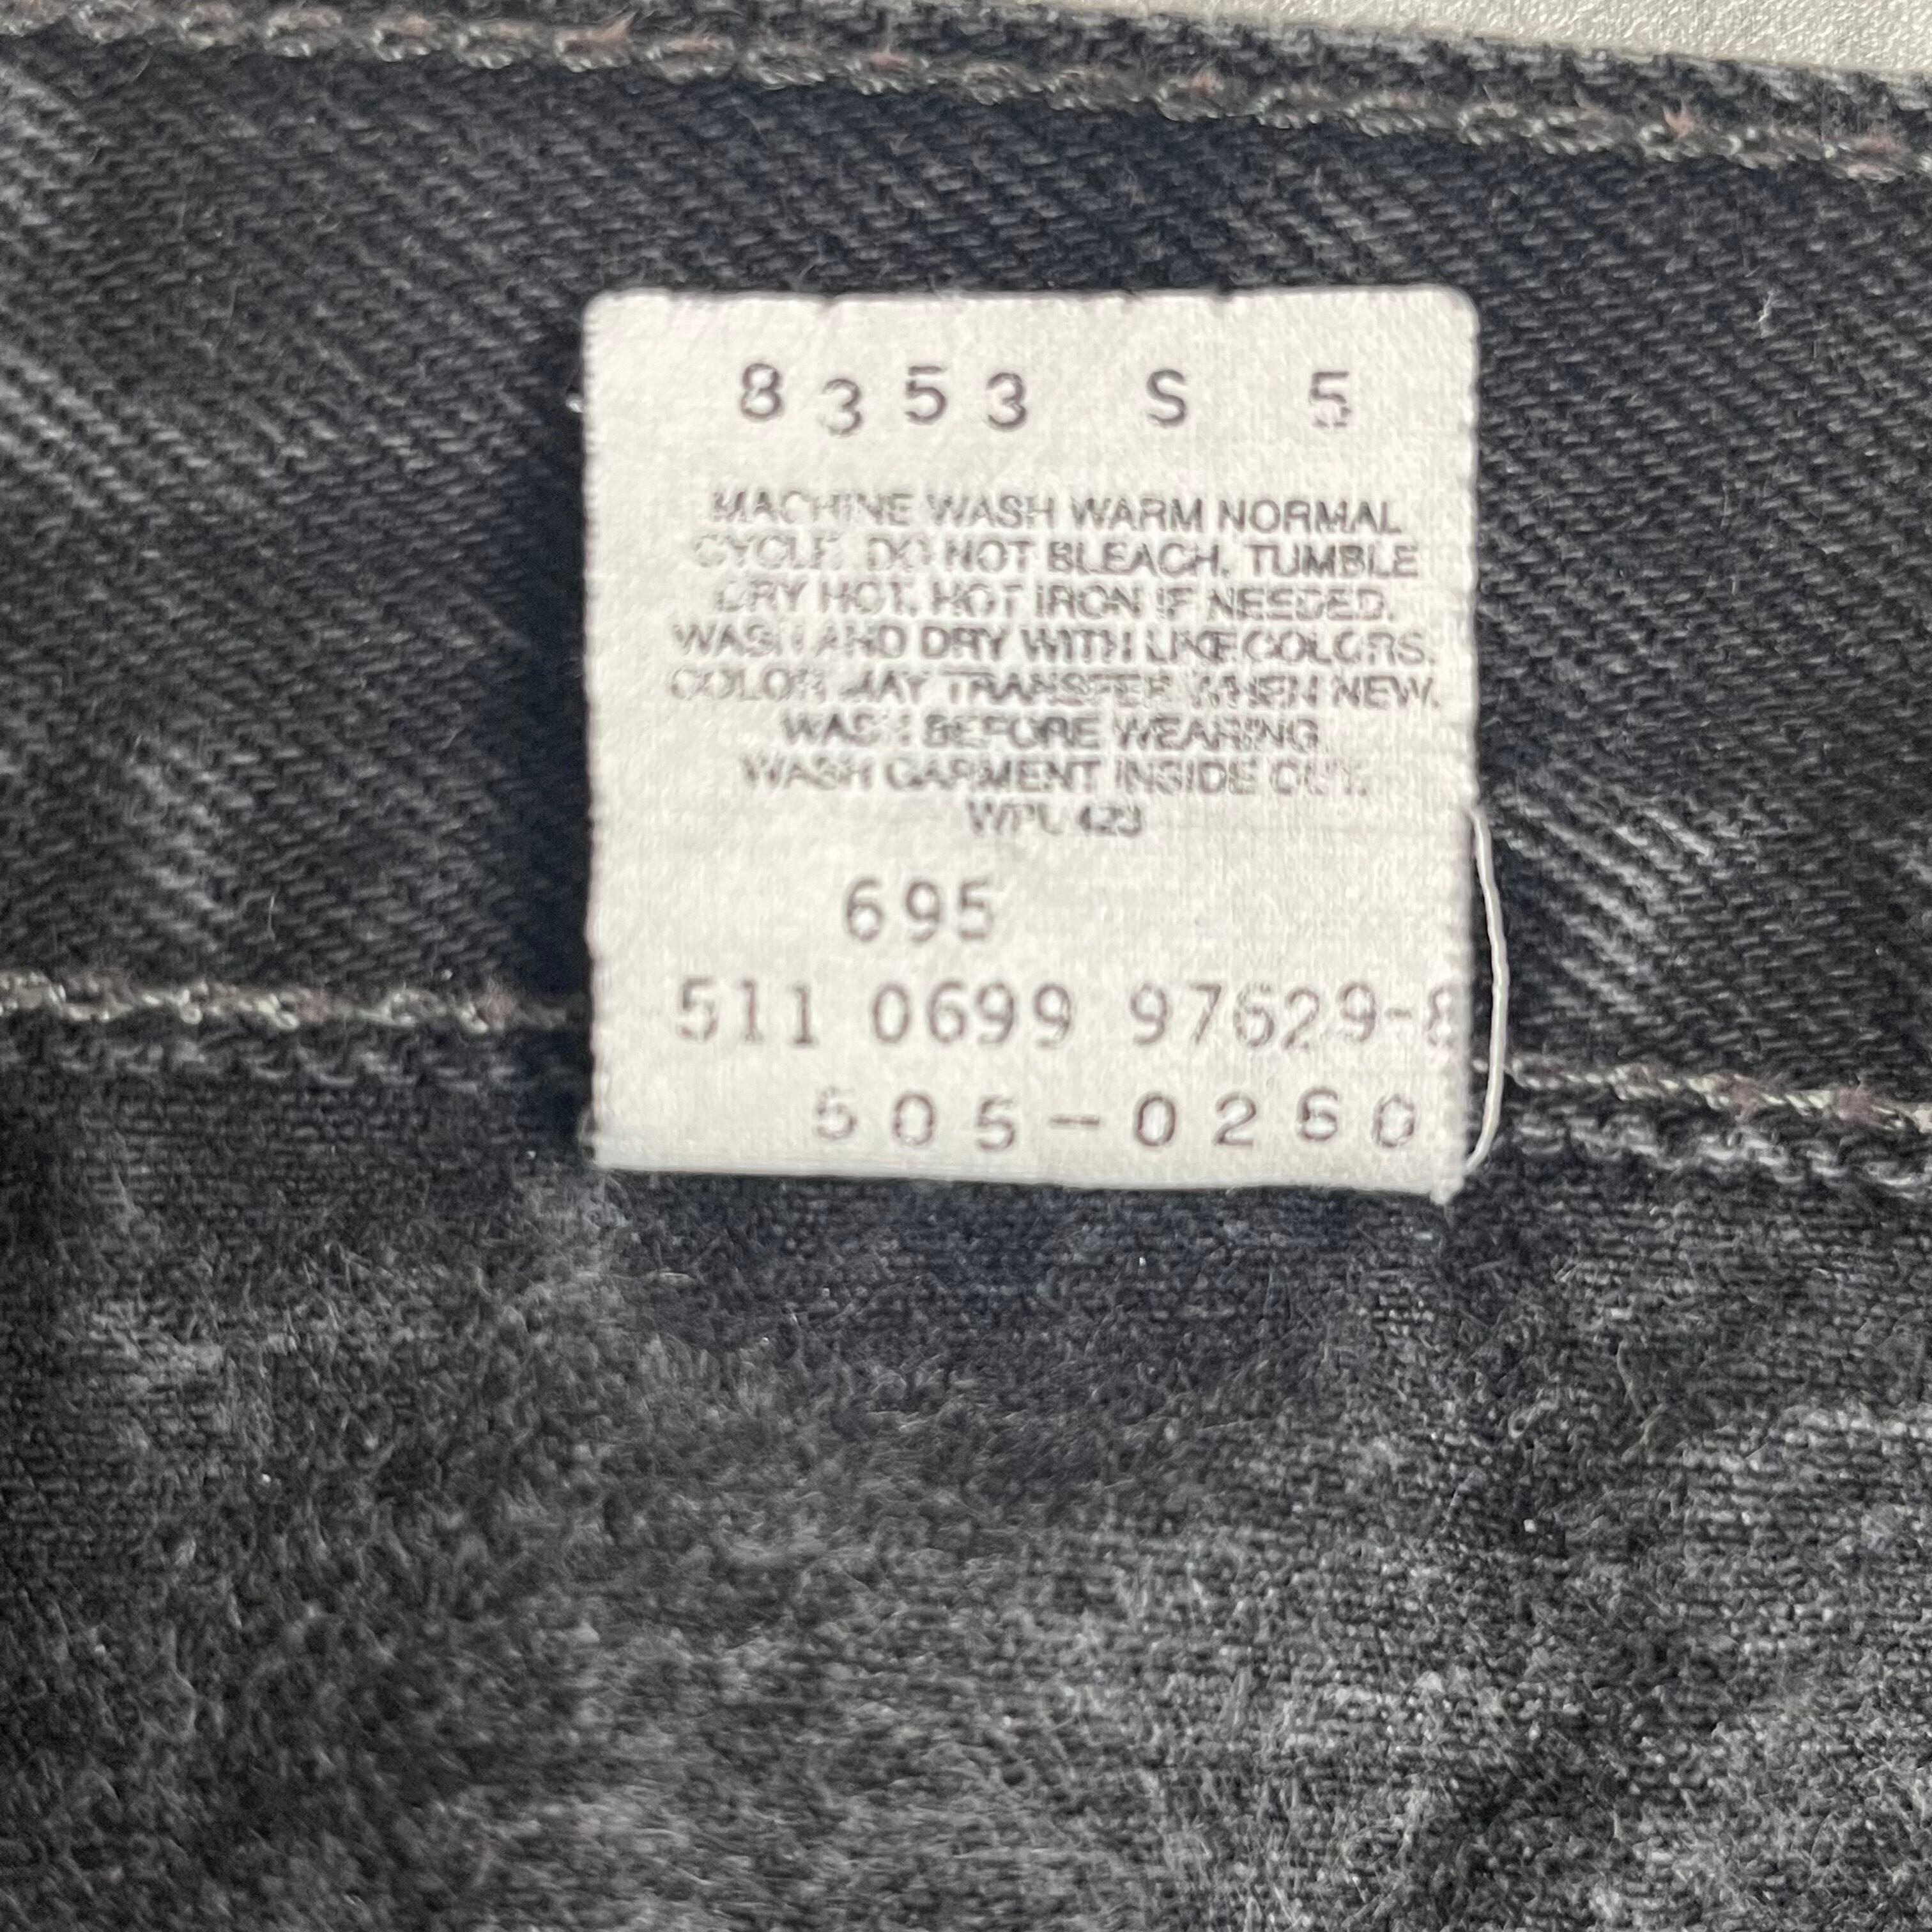 8353 S 5
MACHINE WASH WARM NORMAL
CYCLE. DO NOT BLEACH. TUMBLE
DRY HOT. HOT IRON IF NEEDED.
WASH AND DRY WITH LIKE COLORS.
COLOR MAY TRANSFER WHEN NEW.
WASH BEFORE WEARING.
WASH GARMENT INSIDE OUT.
WPL 423
695
511 0699 97629-8
505-0260